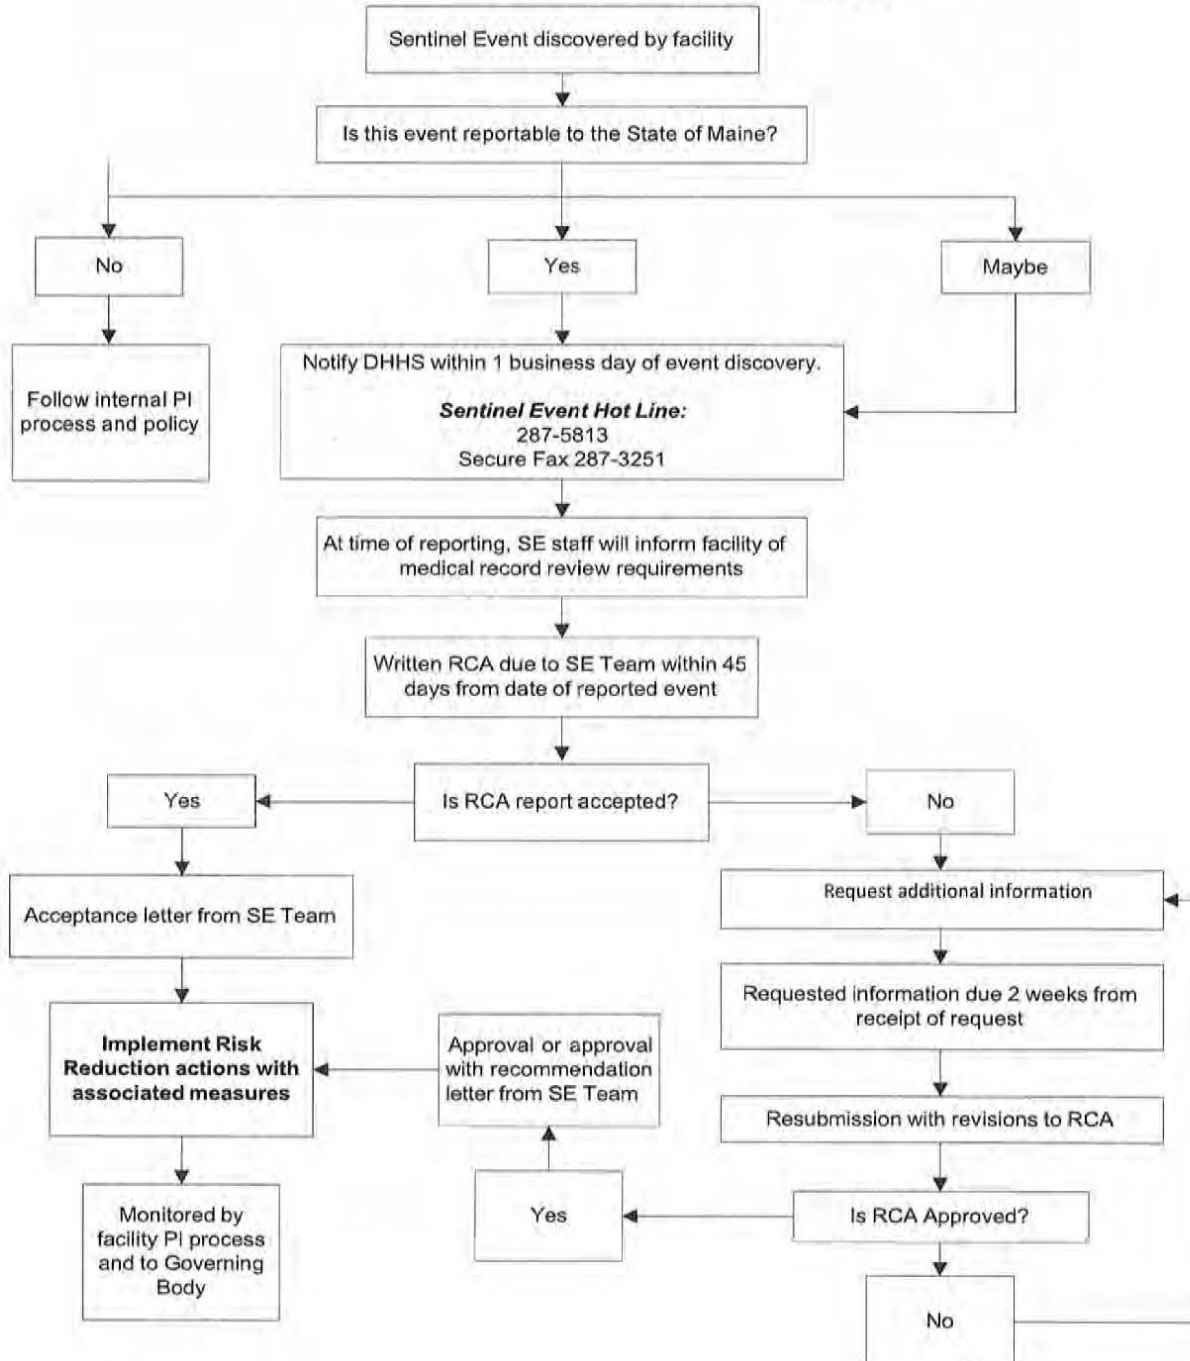 Sentinel Event discovered by facility
Is this event reportable to the State of Maine?
No
Yes
Maybe
Follow internal PI
process and policy
Notify DHHS within 1 business day of event discovery.
Sentinel Event Hot Line:
287-5813
Secure Fax 287-3251
At time of reporting, SE staff will inform facility of
medical record review requirements
Written RCA due to SE Team within 45
days from date of reported event
Yes
Is RCA report accepted?
No
Acceptance letter from SE Team
Request additional information
Implement Risk
Reduction actions with
associated measures
Approval or approval
with recommendation
letter from SE Team
Requested information due 2 weeks from
receipt of request
Resubmission with revisions to RCA
Monitored by
facility PI process
and to Governing
Body
Yes
Is RCA Approved?
No